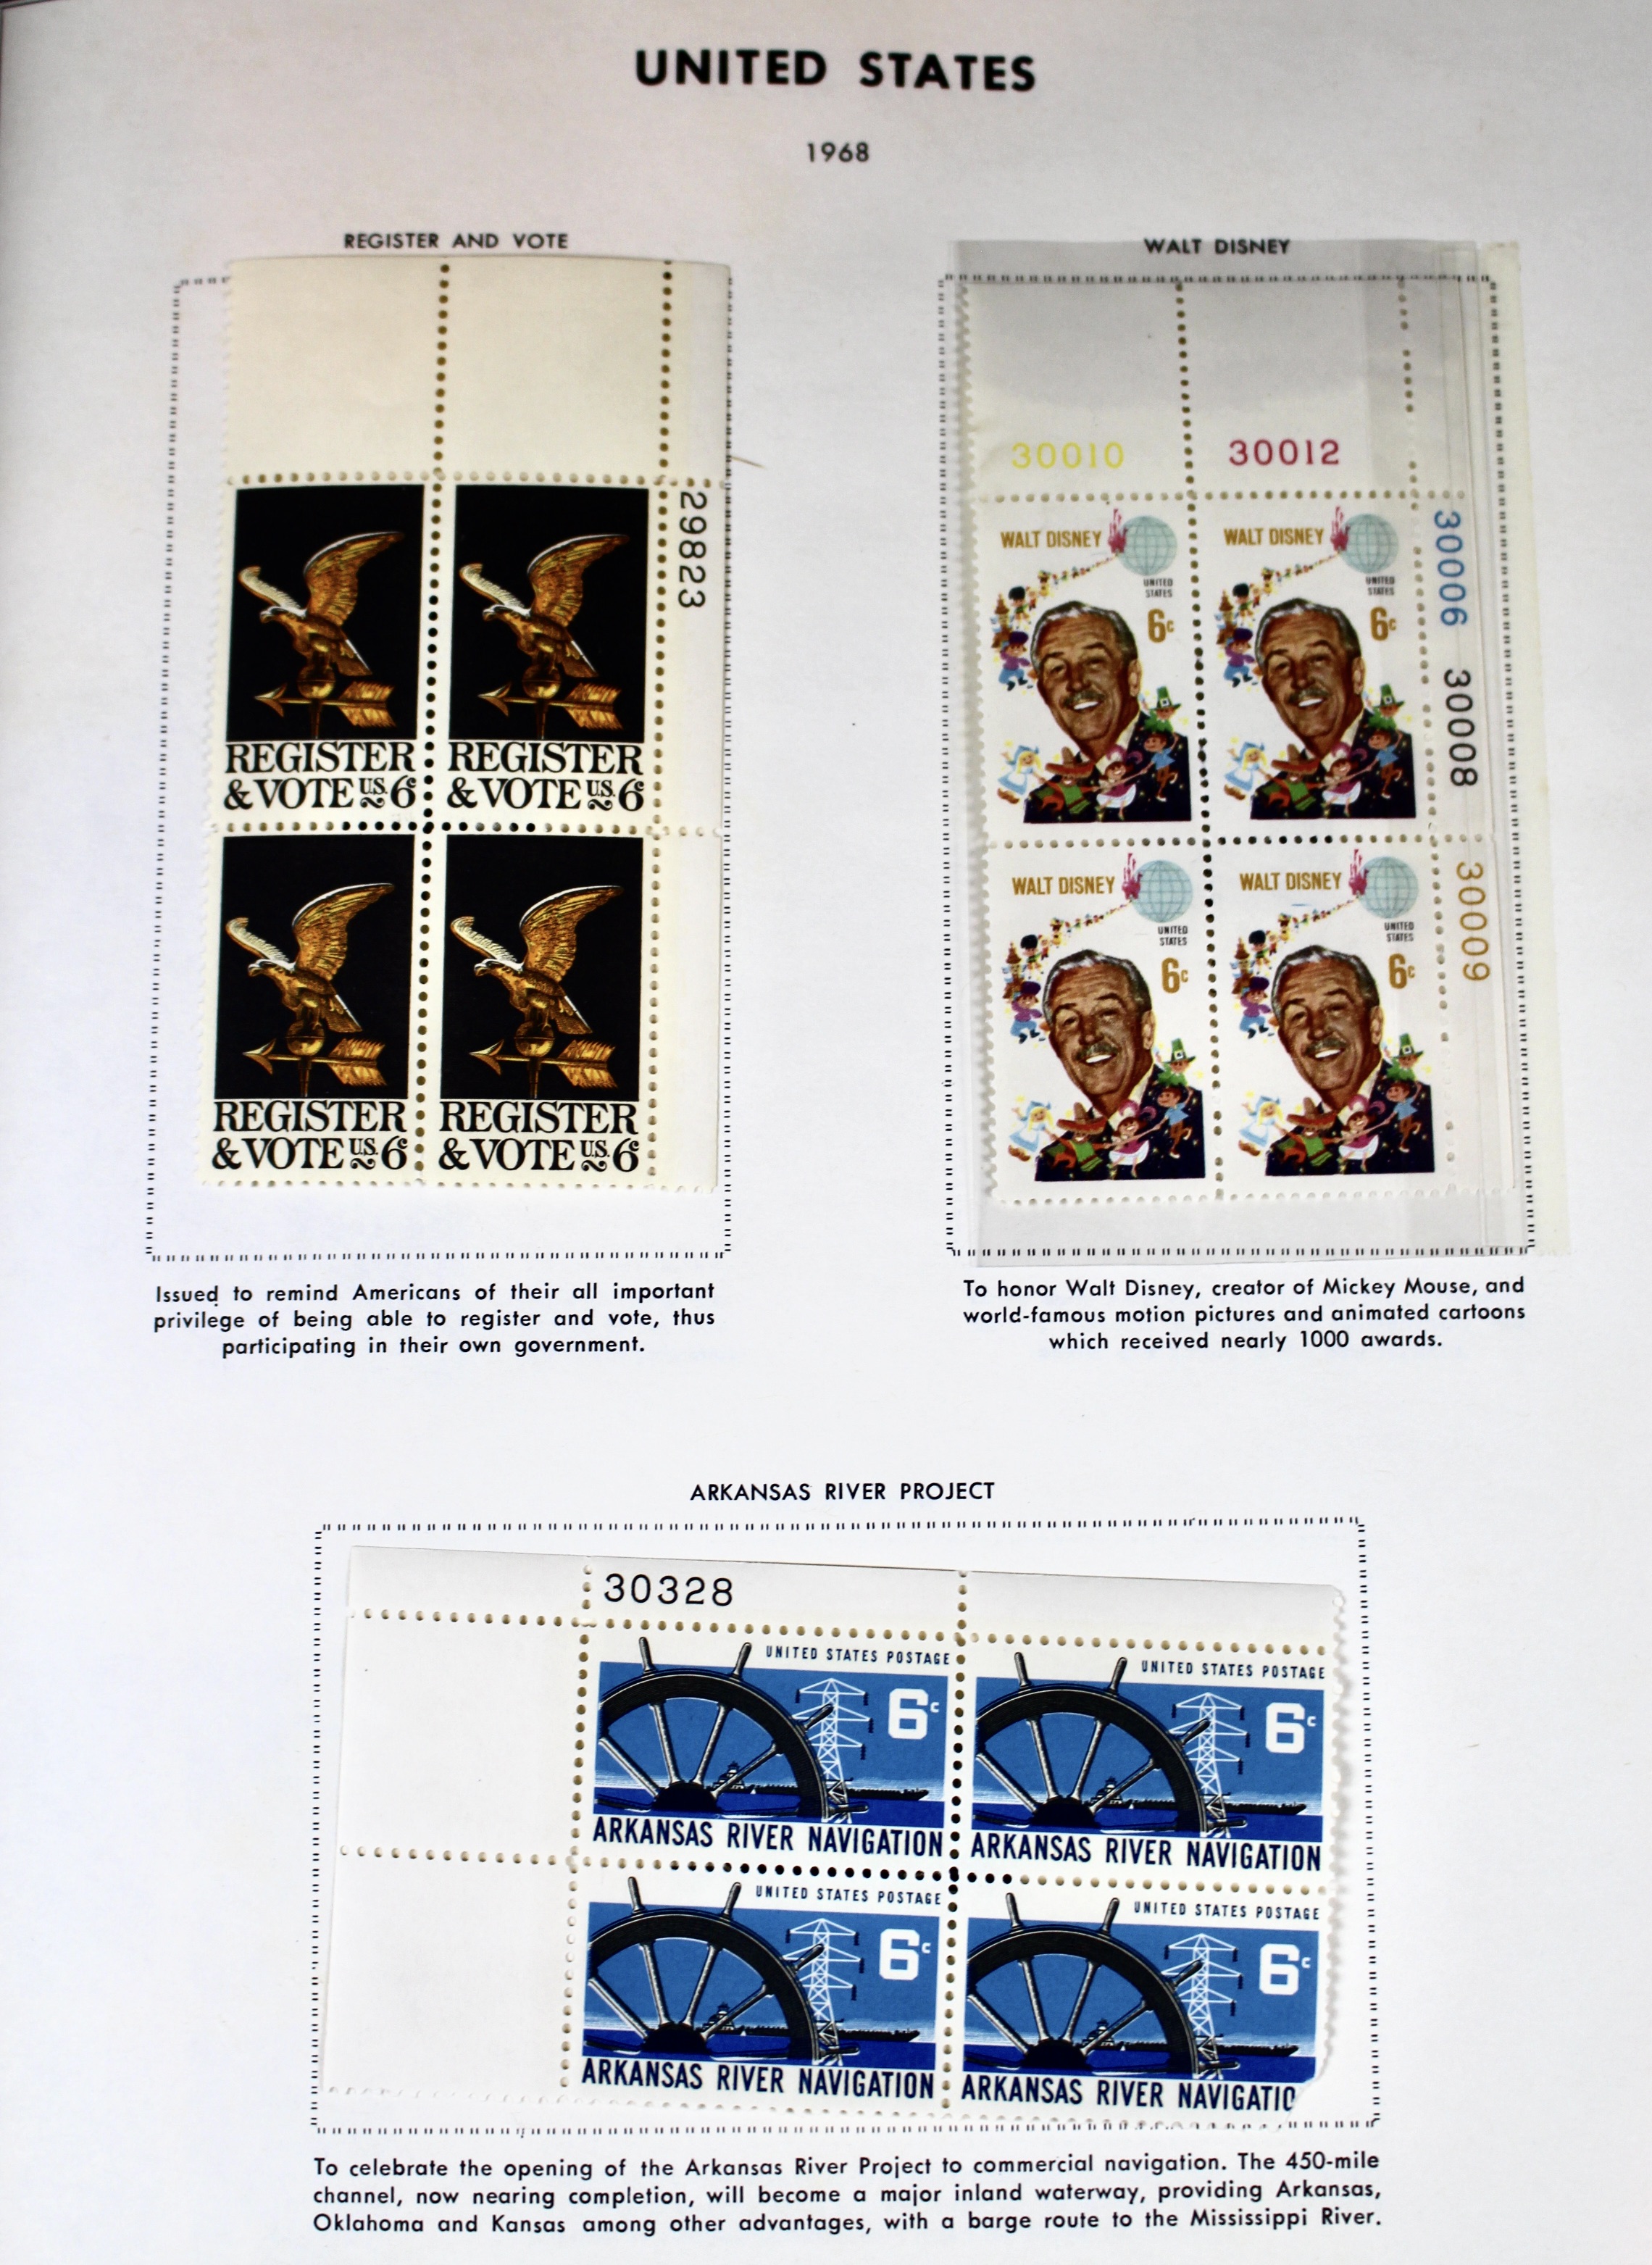 UNITED STATES
1968
REGISTER AND VOTE
29823
REGISTER
& VOTE U.S. 6c
REGISTER
& VOTE U.S. 6
REGISTER
& VOTE U.S. 6c
REGISTER
& VOTE U.S. 6c
Issued to remind Americans of their all important
privilege of being able to register and vote, thus
participating in their own government.
WALT DISNEY
30010
30012
30006
30008
30009
WALT DISNEY
UNITED
STATES
6c
WALT DISNEY
UNITED
STATES
6c
WALT DISNEY
UNITED
STATES
6c
WALT DISNEY
UNITED
STATES
6c
To honor Walt Disney, creator of Mickey Mouse, and
world-famous motion pictures and animated cartoons
which received nearly 1000 awards.
ARKANSAS RIVER PROJECT
30328
UNITED STATES POSTAGE
6c
ARKANSAS RIVER NAVIGATION
UNITED STATES POSTAGE
6c
ARKANSAS RIVER NAVIGATION
UNITED STATES POSTAGE
6c
ARKANSAS RIVER NAVIGATION
UNITED STATES POSTAGE
6c
ARKANSAS RIVER NAVIGATIO
To celebrate the opening of the Arkansas River Project to commercial navigation. The 450-mile
channel, now nearing completion, will become a major inland waterway, providing Arkansas,
Oklahoma and Kansas among other advantages, with a barge route to the Mississippi River.